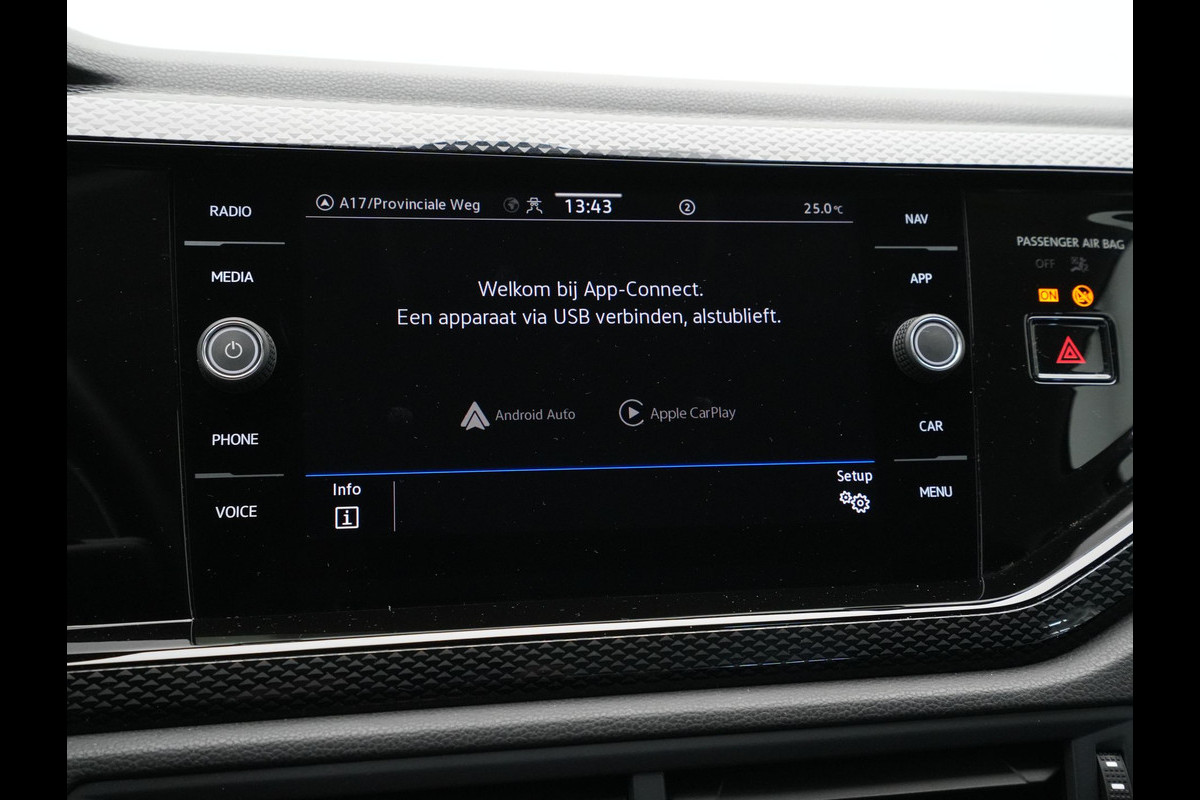 RADIO
MEDIA
PHONE
VOICE
A17/Provinciale Weg
13:43
2
25.0°C
Welkom bij App-Connect.
Een apparaat via USB verbinden, alstublieft.
Android Auto
Apple CarPlay
Info
i
Setup
NAV
APP
CAR
MENU
PASSENGER AIR BAG
OFF
ON